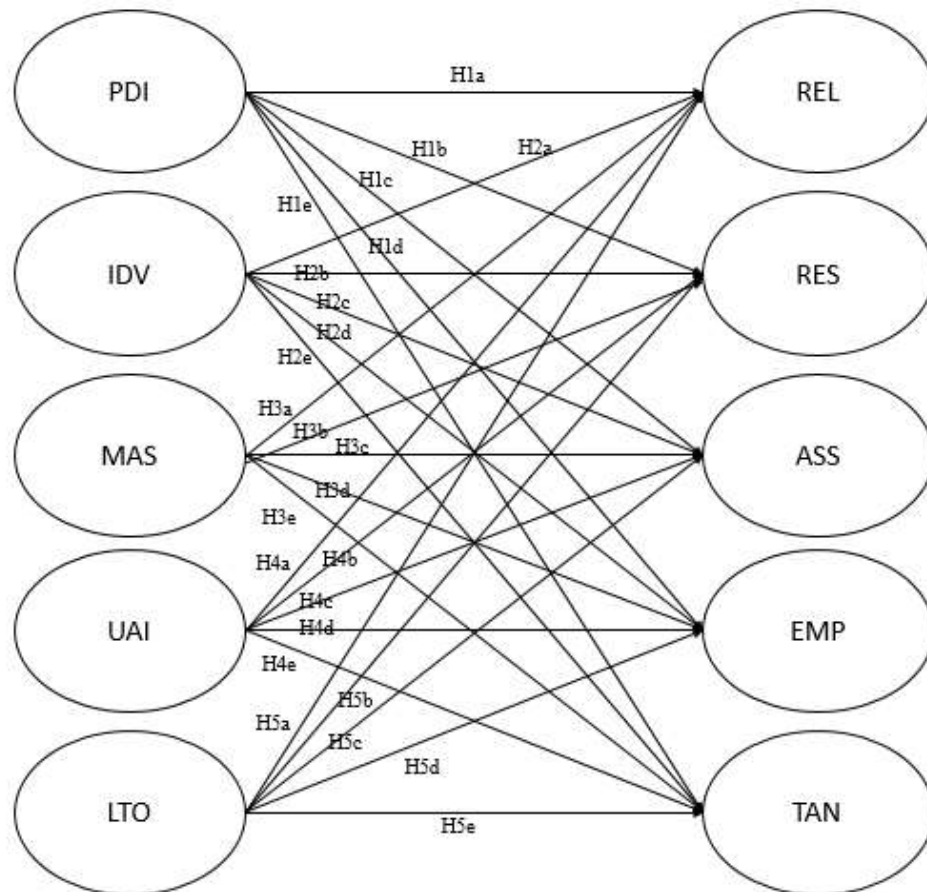 H1a
PDI
REL
H1b
H2a
H1c
H1e
H1d
IDV
H2b
RES
H2c
H2d
H2e
H3a
H3b
MAS
H3c
ASS
H3d
H3e
H4a
H4b
H4c
UAI
H4d
EMP
H4e
H5b
H5a
H5c
H5d
LTO
TAN
H5e